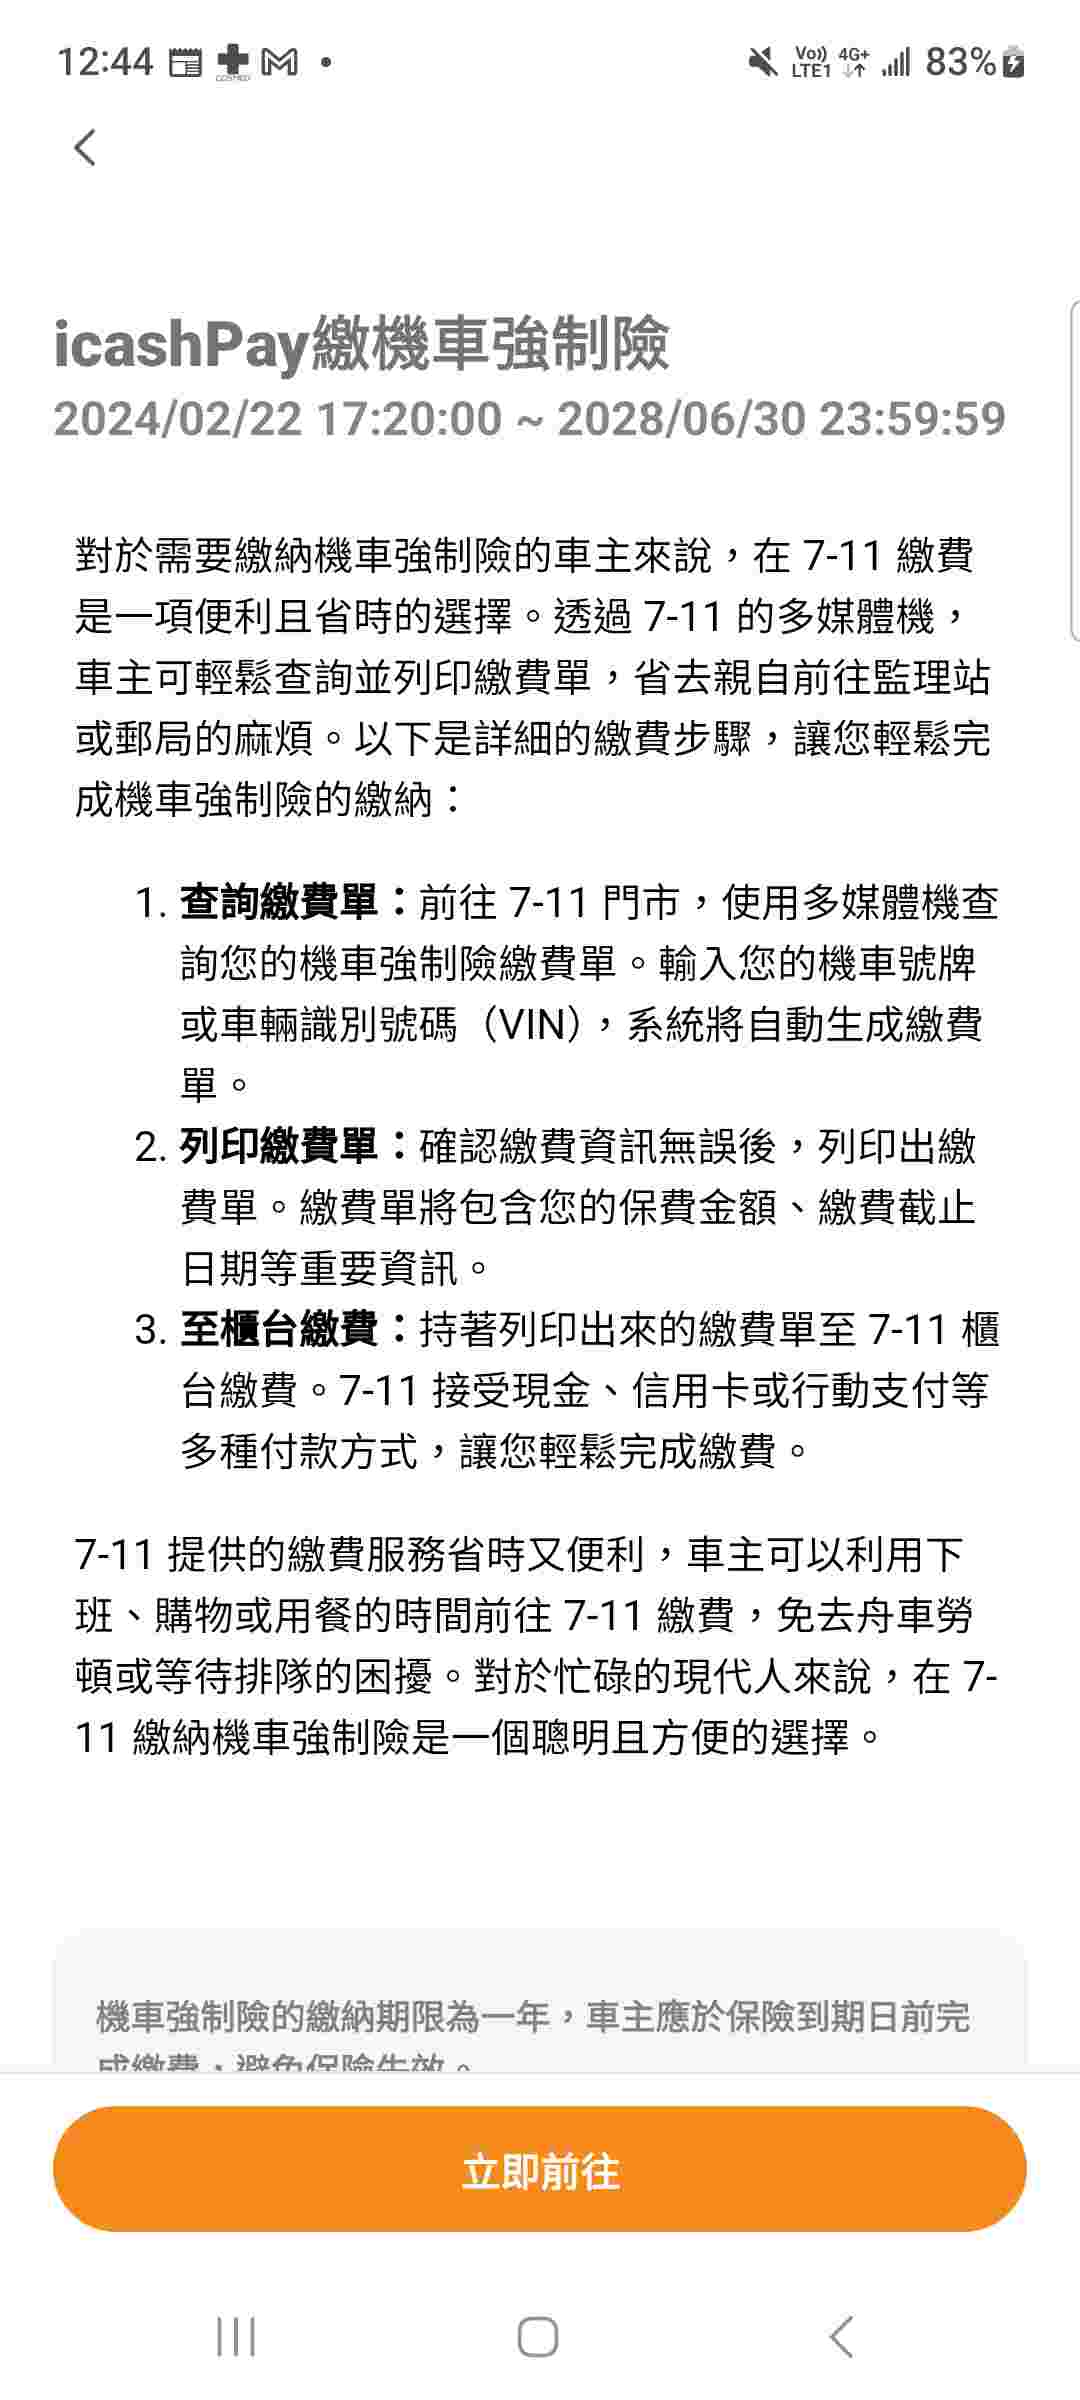 12:44
Vo)) 4G+
LTE1
83%
icashPay繳機車強制險
2024/02/22 17:20:00 ~ 2028/06/30 23:59:59
對於需要繳納機車強制險的車主來說，在 7-11 繳費
是一項便利且省時的選擇。透過 7-11 的多媒體機，
車主可輕鬆查詢並列印繳費單，省去親自前往監理站
或郵局的麻煩。以下是詳細的繳費步驟，讓您輕鬆完
成機車強制險的繳納：
1. 查詢繳費單：前往 7-11 門市，使用多媒體機查
詢您的機車強制險繳費單。輸入您的機車號牌
或車輛識別號碼（VIN），系統將自動生成繳費
單。
2. 列印繳費單：確認繳費資訊無誤後，列印出繳
費單。繳費單將包含您的保費金額、繳費截止
日期等重要資訊。
3. 至櫃台繳費：持著列印出來的繳費單至 7-11 櫃
台繳費。7-11 接受現金、信用卡或行動支付等
多種付款方式，讓您輕鬆完成繳費。
7-11 提供的繳費服務省時又便利，車主可以利用下
班、購物或用餐的時間前往 7-11 繳費，免去舟車勞
頓或等待排隊的困擾。對於忙碌的現代人來說，在 7-
11 繳納機車強制險是一個聰明且方便的選擇。
機車強制險的繳納期限為一年，車主應於保險到期日前完
成繳費，避免保險失效。
立即前往